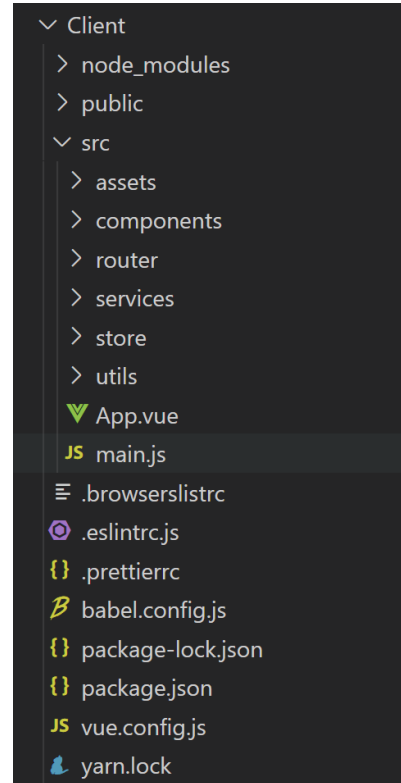 Client
node_modules
public
src
assets
components
router
services
store
utils
App.vue
JS main.js
.browserslistrc
.eslintrc.js
{} .prettierrc
B babel.config.js
{} package-lock.json
{} package.json
JS vue.config.js
yarn.lock